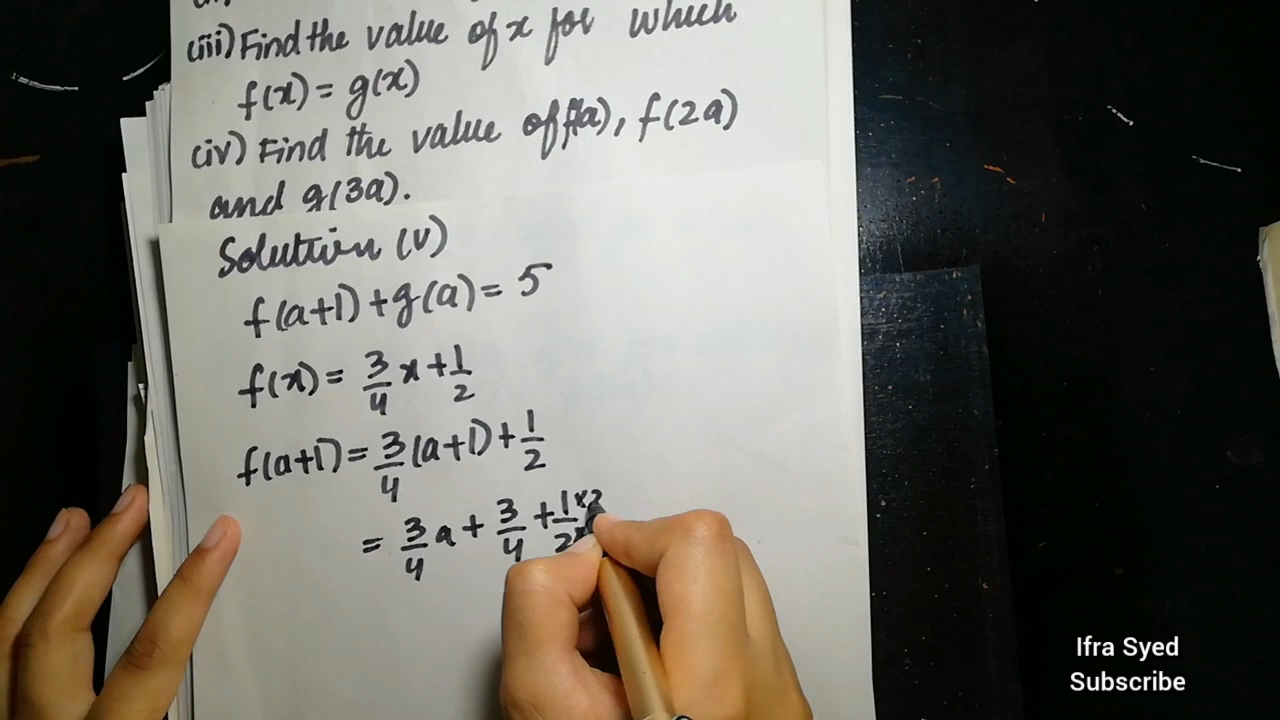 (iii) Find the value of x for which
f(x) = g(x)
(iv) Find the value of f(a), f(2a)
and g(3a).
Solution (v)
f(a+1) + g(a) = 5
f(x) = 3/4 x + 1/2
f(a+1) = 3/4 (a+1) + 1/2
= 3/4 a + 3/4 + 1×2/2×
Ifra Syed
Subscribe